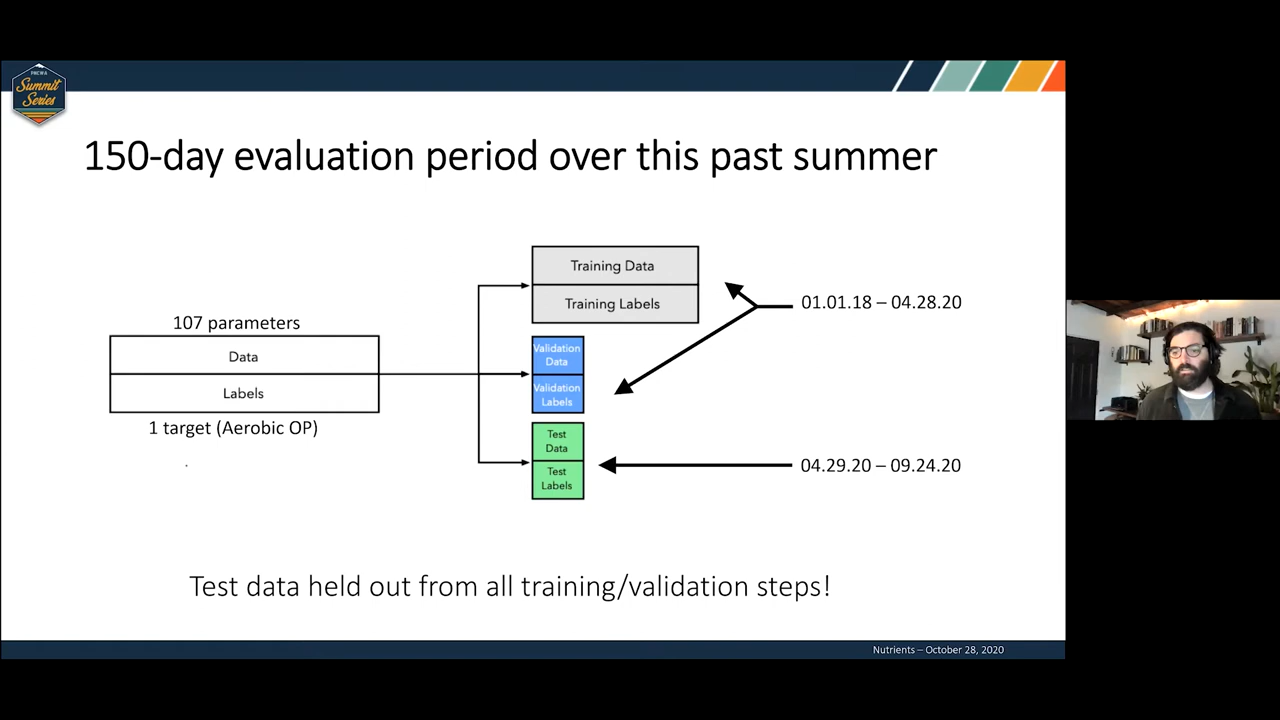 PNCWA
Summit
Series
150-day evaluation period over this past summer
107 parameters
Data
Labels
1 target (Aerobic OP)
Training Data
Training Labels
Validation
Data
Validation
Labels
Test
Data
Test
Labels
01.01.18 – 04.28.20
04.29.20 – 09.24.20
Test data held out from all training/validation steps!
Nutrients – October 28, 2020